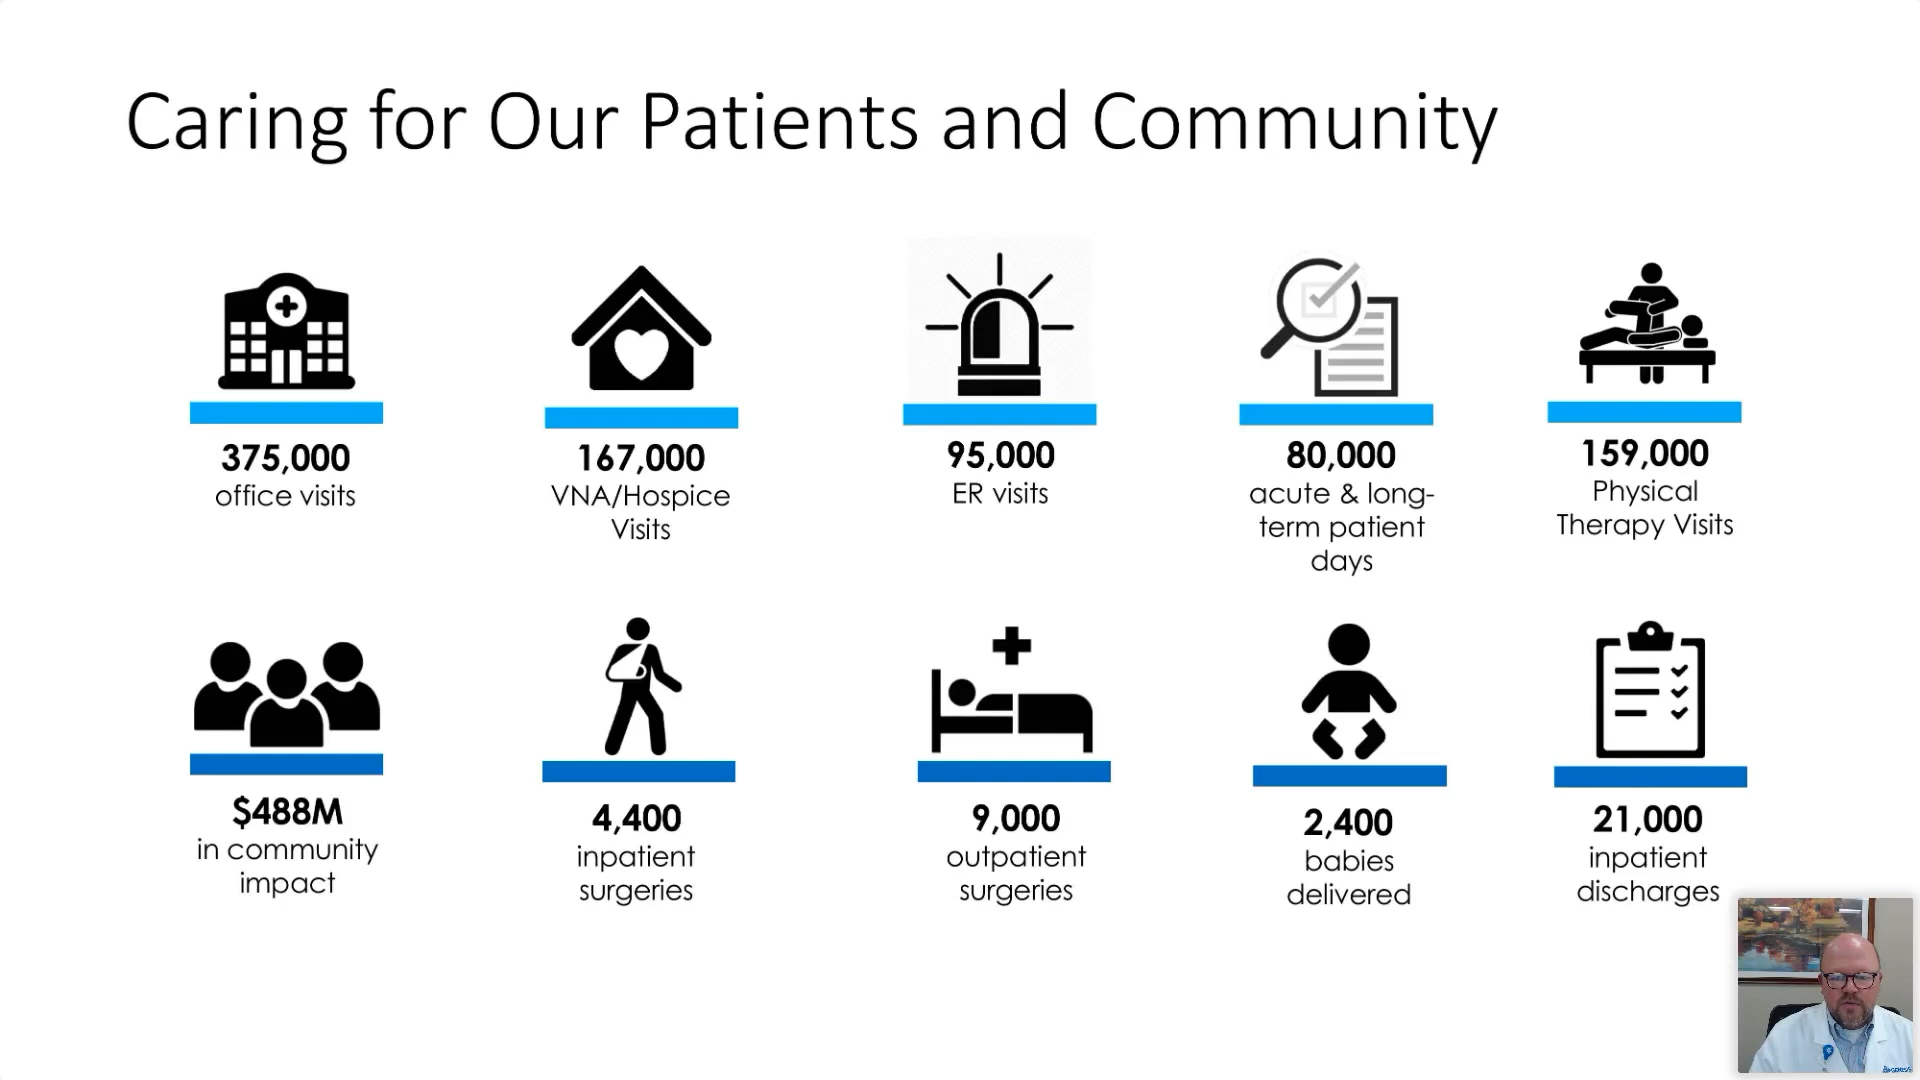 Caring for Our Patients and Community
375,000
office visits
167,000
VNA/Hospice
Visits
95,000
ER visits
80,000
acute & long-
term patient
days
159,000
Physical
Therapy Visits
$488M
in community
impact
4,400
inpatient
surgeries
9,000
outpatient
surgeries
2,400
babies
delivered
21,000
inpatient
discharges